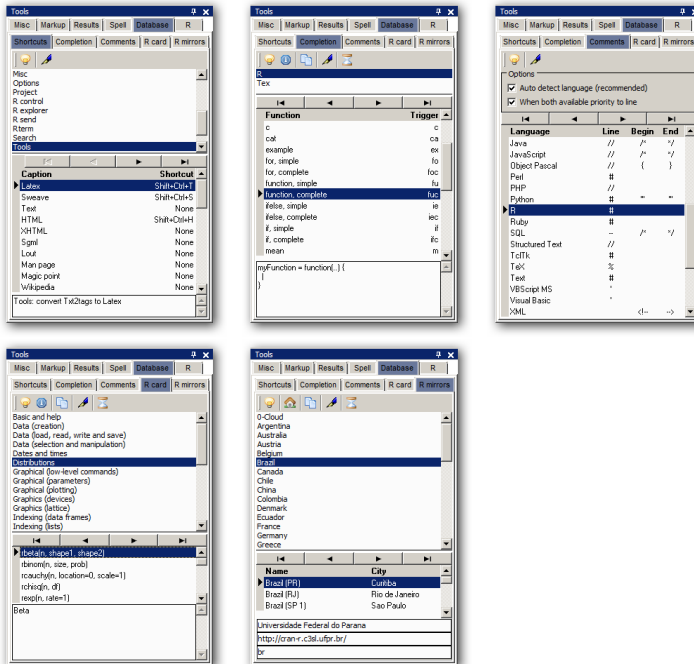 Tools
Misc Markup Results Spell Database R
Shortcuts Completion Comments R card R mirrors
Misc
Options
Project
R control
R explorer
R send
Rterm
Search
Tools
Caption Shortcut
Latex Shift+Ctrl+T
Sweave Shift+Ctrl+S
Text None
HTML Shift+Ctrl+H
XHTML None
Sgml None
Lout None
Man page None
Magic point None
Wikipedia None
Tools: convert Txt2tags to Latex
Tools
Misc Markup Results Spell Database R
Shortcuts Completion Comments R card R mirrors
R
Tex
Function Trigger
c c
cat ca
example ex
for, simple fo
for, complete foc
function, simple fu
function, complete fuc
ifelse, simple ie
ifelse, complete iec
if, simple if
if, complete ifc
mean m
myFunction = function(..) {
|
}
Tools
Misc Markup Results Spell Database R
Shortcuts Completion Comments R card R mirrors
Options
Auto detect language (recommended)
When both available priority to line
Language Line Begin End
Java // /* */
JavaScript // /* */
Object Pascal // { }
Perl #
PHP //
Python # ''' '''
R #
Ruby #
SQL -- /* */
Structured Text //
TclTk #
TeX %
Text #
VBScript MS '
Visual Basic '
XML <!-- -->
Tools
Misc Markup Results Spell Database R
Shortcuts Completion Comments R card R mirrors
Basic and help
Data (creation)
Data (load, read, write and save)
Data (selection and manipulation)
Dates and times
Distributions
Graphical (low-level commands)
Graphical (parameters)
Graphical (plotting)
Graphics (devices)
Graphics (lattice)
Indexing (data frames)
Indexing (lists)
rbeta(n, shape1, shape2)
rbinom(n, size, prob)
rcauchy(n, location=0, scale=1)
rchisq(n, df)
rexp(n, rate=1)
Beta
Tools
Misc Markup Results Spell Database R
Shortcuts Completion Comments R card R mirrors
0-Cloud
Argentina
Australia
Austria
Belgium
Brazil
Canada
Chile
China
Colombia
Denmark
Ecuador
France
Germany
Greece
Name City
Brazil (PR) Curitiba
Brazil (RJ) Rio de Janeiro
Brazil (SP 1) Sao Paulo
Universidade Federal do Parana
http://cran-r.c3sl.ufpr.br/
br